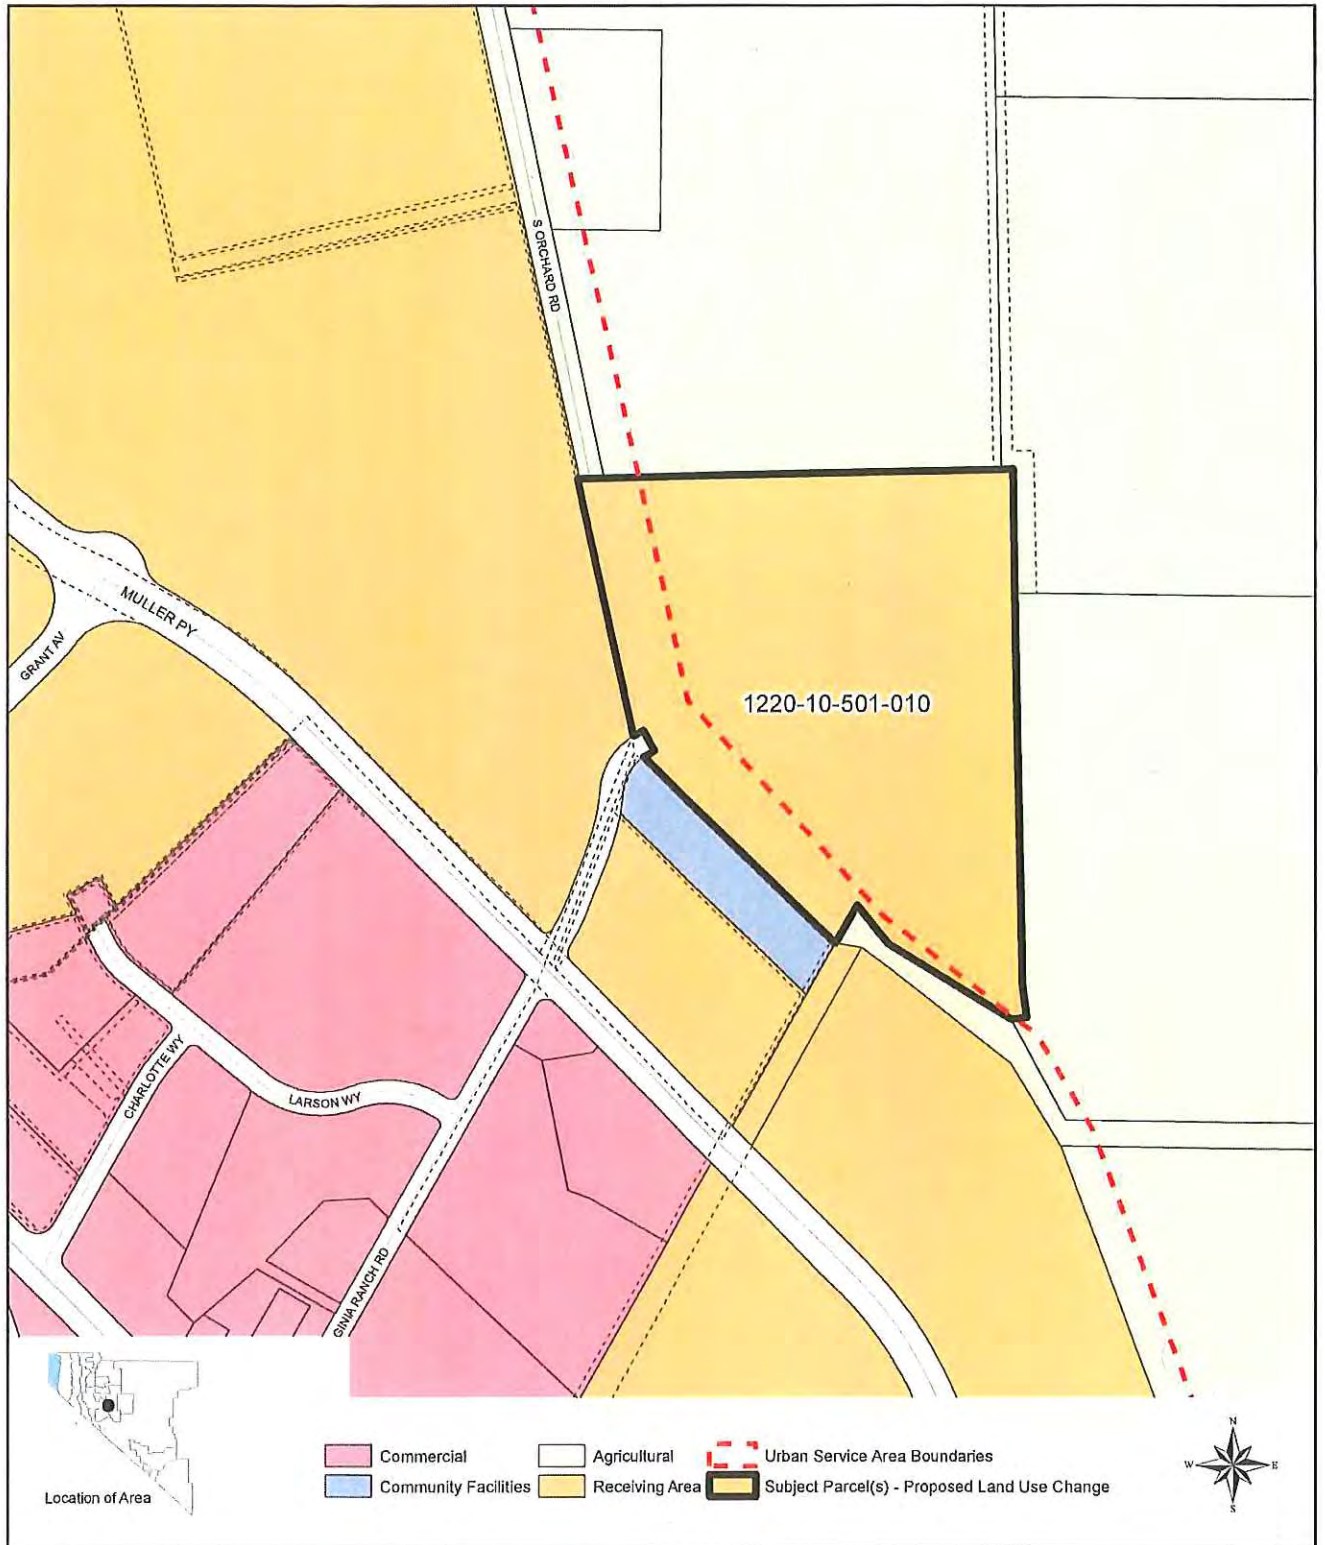 S ORCHARD RD
MULLER PY
GRANT AV
1220-10-501-010
CHARLOTTE WY
LARSON WY
GINIA RANCH RD
Location of Area
Commercial
Community Facilities
Agricultural
Receiving Area
Urban Service Area Boundaries
Subject Parcel(s) - Proposed Land Use Change
N
W
E
S